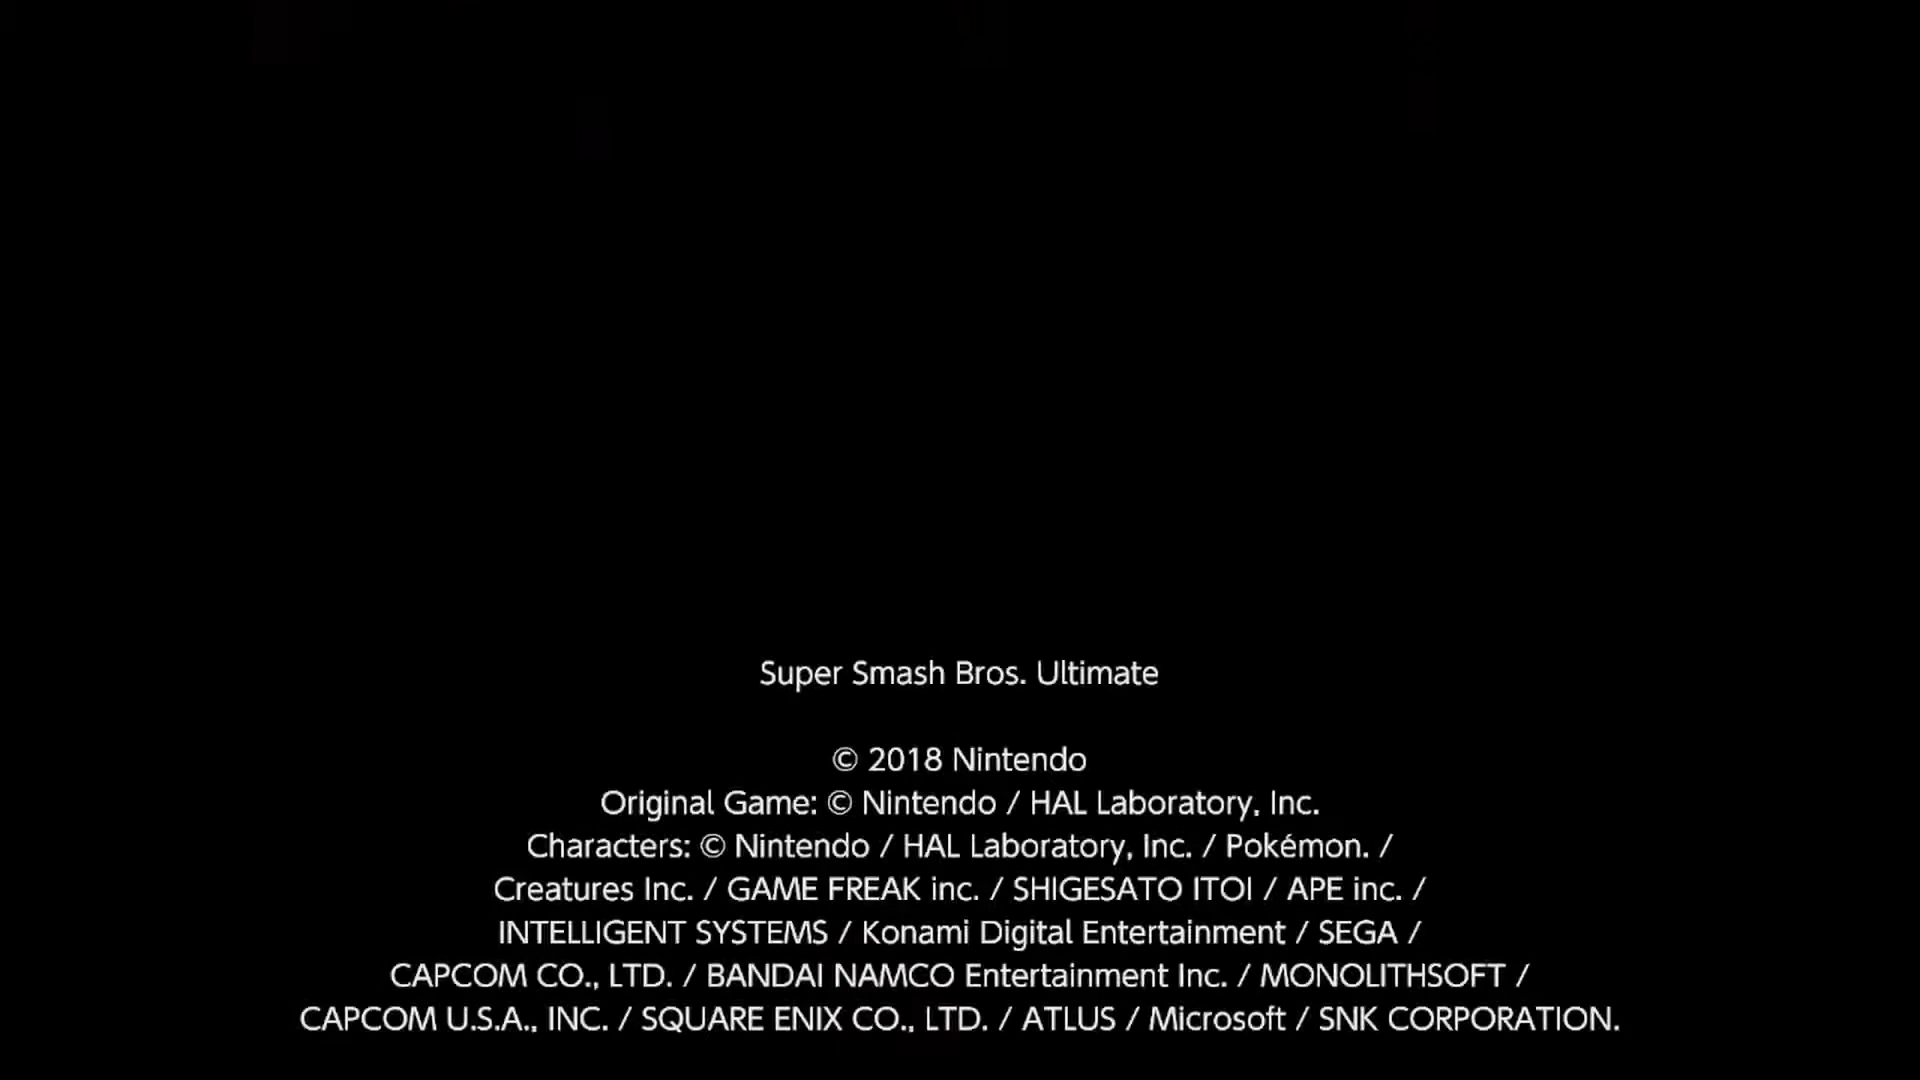 Super Smash Bros. Ultimate
© 2018 Nintendo
Original Game: © Nintendo / HAL Laboratory, Inc.
Characters: © Nintendo / HAL Laboratory, Inc. / Pokémon. /
Creatures Inc. / GAME FREAK inc. / SHIGESATO ITOI / APE inc. /
INTELLIGENT SYSTEMS / Konami Digital Entertainment / SEGA /
CAPCOM CO., LTD. / BANDAI NAMCO Entertainment Inc. / MONOLITHSOFT /
CAPCOM U.S.A., INC. / SQUARE ENIX CO., LTD. / ATLUS / Microsoft / SNK CORPORATION.